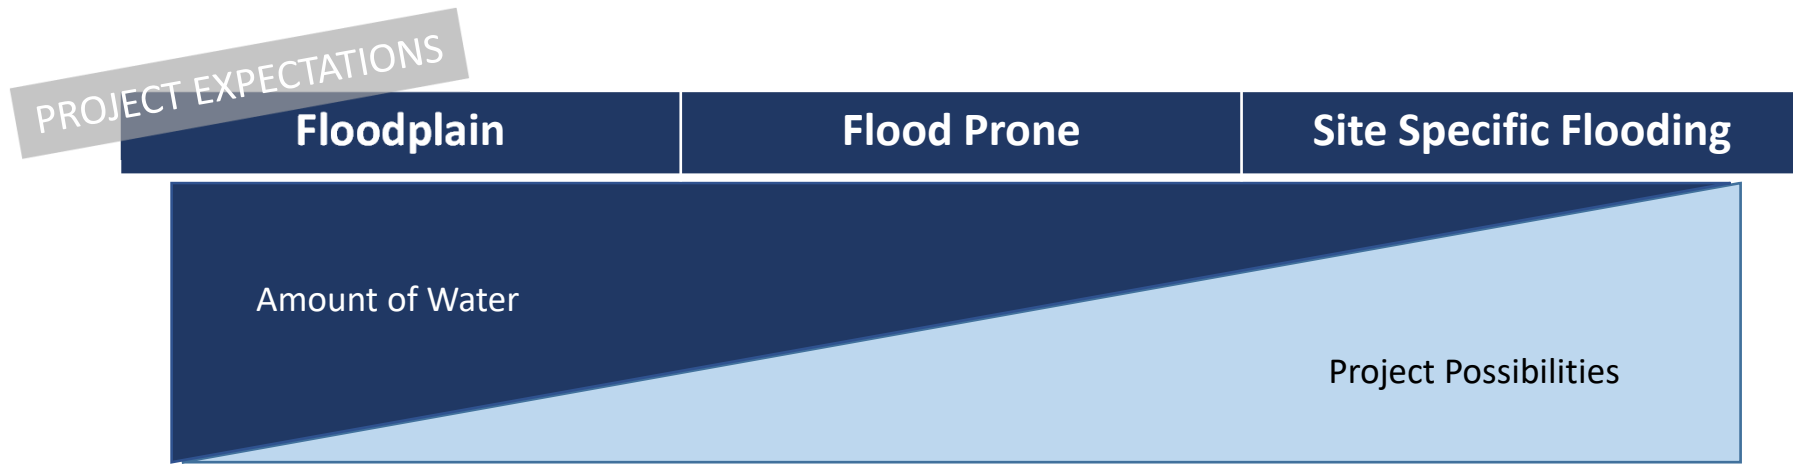 PROJECT EXPECTATIONS
Floodplain
Flood Prone
Site Specific Flooding
Amount of Water
Project Possibilities